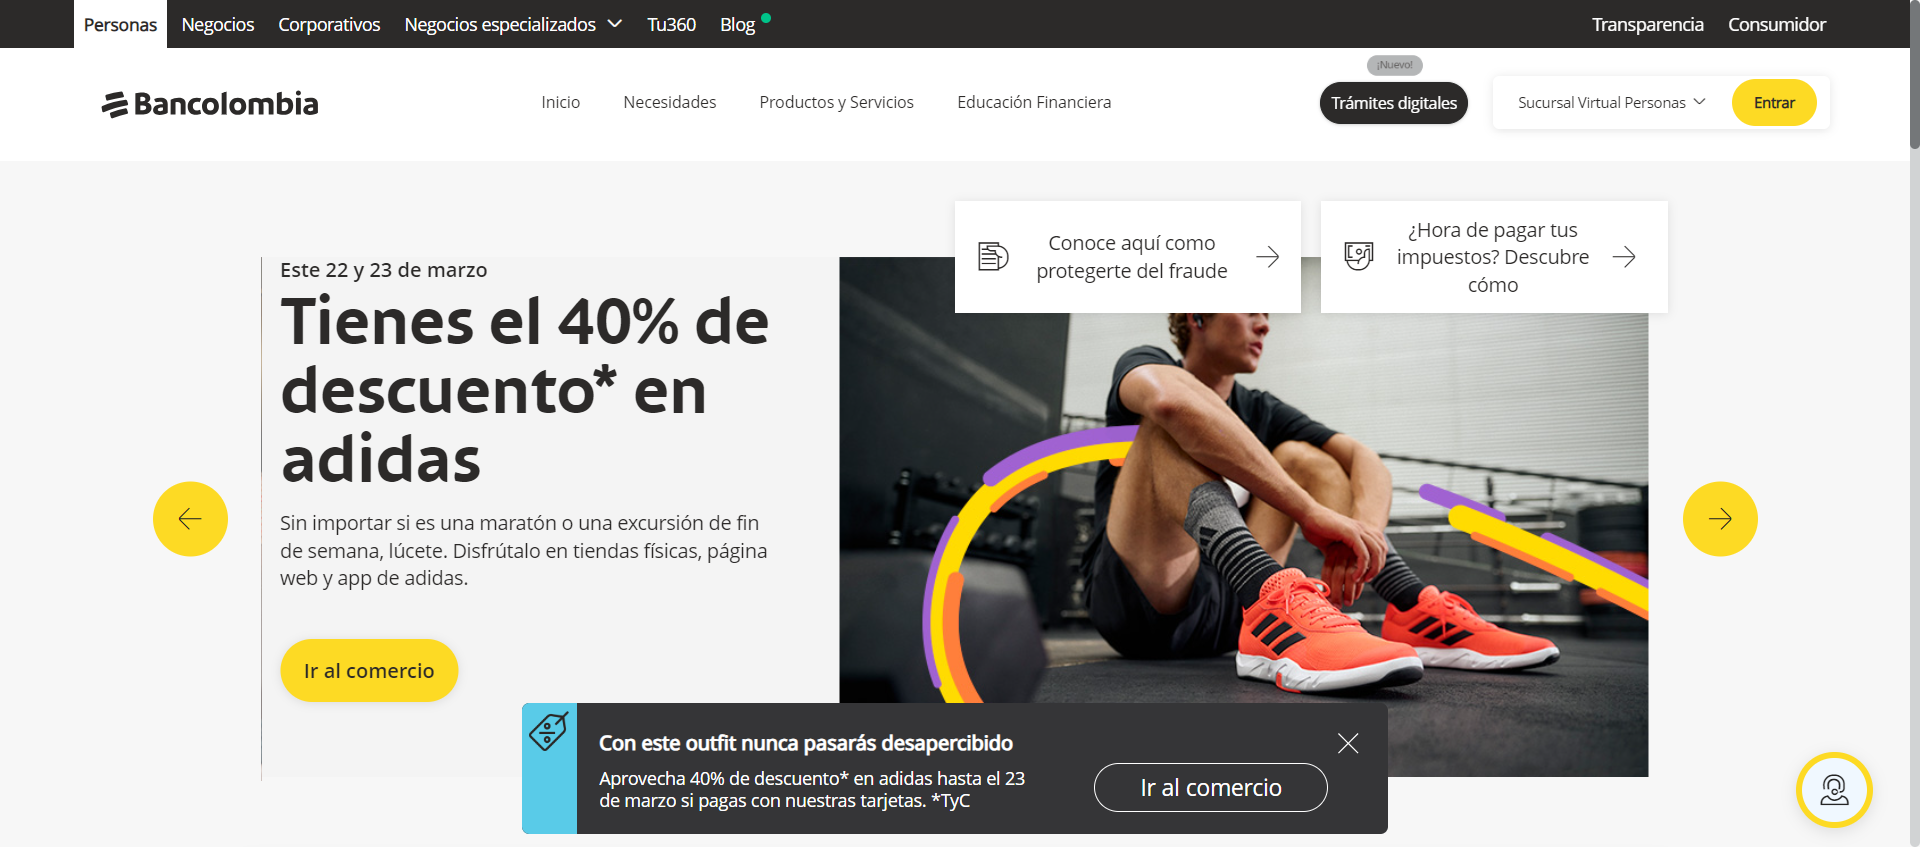 Personas
Negocios
Corporativos
Negocios especializados
Tu360
Blog
Transparencia
Consumidor
Bancolombia
Inicio
Necesidades
Productos y Servicios
Educación Financiera
¡Nuevo!
Trámites digitales
Sucursal Virtual Personas
Entrar
Conoce aquí como
protegerte del fraude
¿Hora de pagar tus
impuestos? Descubre
cómo
Este 22 y 23 de marzo
Tienes el 40% de
descuento* en
adidas
Sin importar si es una maratón o una excursión de fin
de semana, lúcete. Disfrútalo en tiendas físicas, página
web y app de adidas.
Ir al comercio
Con este outfit nunca pasarás desapercibido
Aprovecha 40% de descuento* en adidas hasta el 23
de marzo si pagas con nuestras tarjetas. *TyC
Ir al comercio